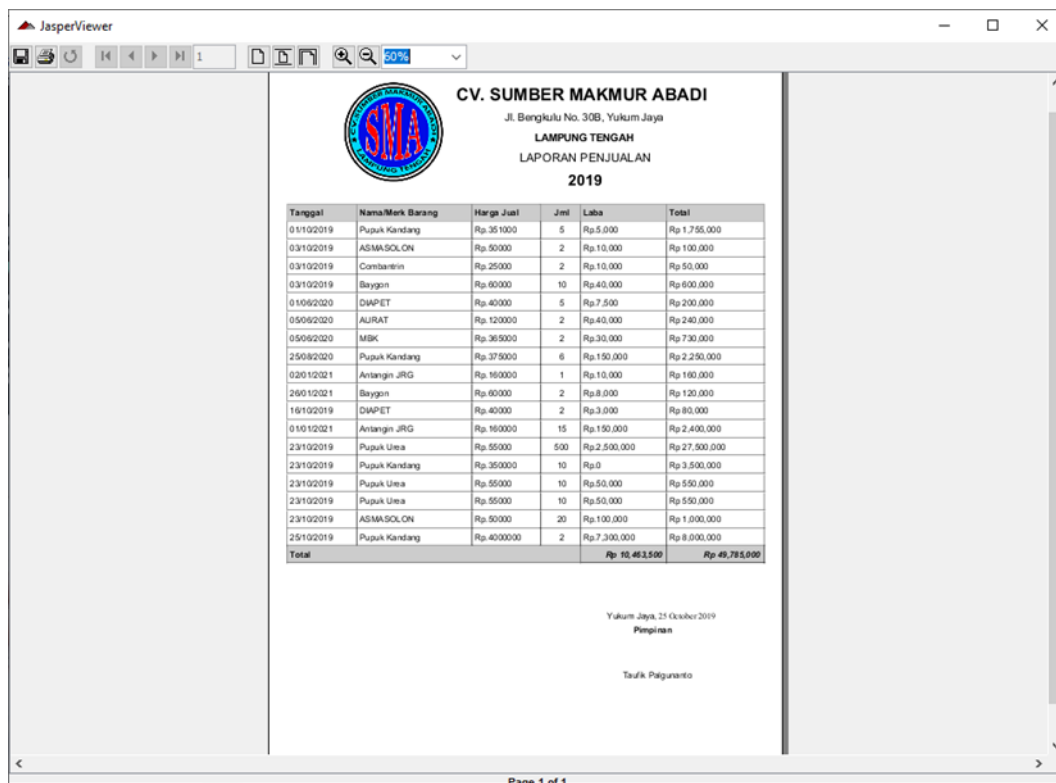 JasperViewer
1
60%
CV. SUMBER MAKMUR ABADI
LAMPUNG TENGAH
SMA
CV. SUMBER MAKMUR ABADI
Jl. Bengkulu No. 30B, Yukum Jaya
LAMPUNG TENGAH
LAPORAN PENJUALAN
2019
Tanggal Nama/Merk Barang Harga Jual Jml Laba Total
01/10/2019 Pupuk Kandang Rp.351000 5 Rp.5,000 Rp 1,755,000
03/10/2019 ASMASOLON Rp.50000 2 Rp.10,000 Rp 100,000
03/10/2019 Combantrin Rp.25000 2 Rp.10,000 Rp 50,000
03/10/2019 Baygon Rp.60000 10 Rp.40,000 Rp 600,000
01/06/2020 DIAPET Rp.40000 5 Rp.7,500 Rp 200,000
05/06/2020 AURAT Rp.120000 2 Rp.40,000 Rp 240,000
05/06/2020 MBK Rp.365000 2 Rp.30,000 Rp 730,000
25/08/2020 Pupuk Kandang Rp.375000 6 Rp.150,000 Rp 2,250,000
02/01/2021 Antangin JRG Rp.160000 1 Rp.10,000 Rp 160,000
26/01/2021 Baygon Rp.60000 2 Rp.8,000 Rp 120,000
16/10/2019 DIAPET Rp.40000 2 Rp.3,000 Rp 80,000
01/01/2021 Antangin JRG Rp.160000 15 Rp.150,000 Rp 2,400,000
23/10/2019 Pupuk Urea Rp.55000 500 Rp.2,500,000 Rp 27,500,000
23/10/2019 Pupuk Kandang Rp.350000 10 Rp.0 Rp 3,500,000
23/10/2019 Pupuk Urea Rp.55000 10 Rp.50,000 Rp 550,000
23/10/2019 Pupuk Urea Rp.55000 10 Rp.50,000 Rp 550,000
23/10/2019 ASMASOLON Rp.50000 20 Rp.100,000 Rp 1,000,000
25/10/2019 Pupuk Kandang Rp.4000000 2 Rp.7,300,000 Rp 8,000,000
Total Rp 10,463,500 Rp 49,785,000
Yukum Jaya, 25 October 2019
Pimpinan
Taufik Palgunanto
Page 1 of 1